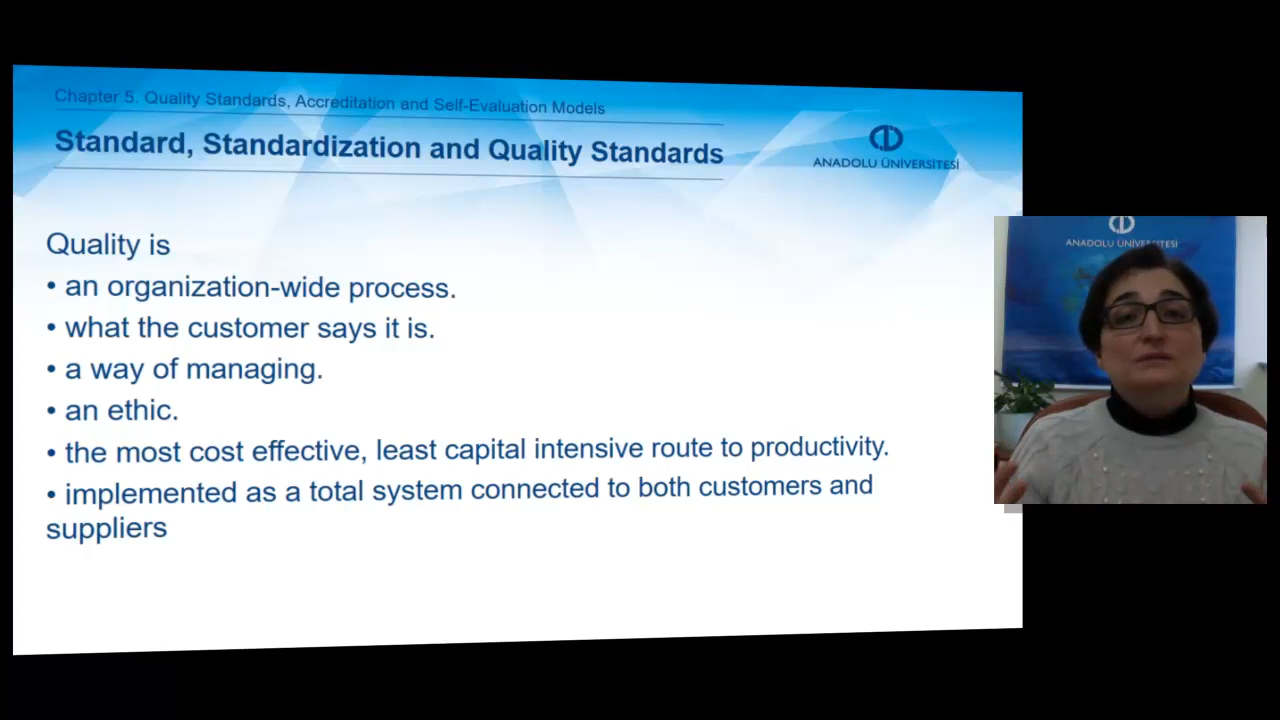 Chapter 5. Quality Standards, Accreditation and Self-Evaluation Models
Standard, Standardization and Quality Standards
ANADOLU ÜNİVERSİTESİ
Quality is
• an organization-wide process.
• what the customer says it is.
• a way of managing.
• an ethic.
• the most cost effective, least capital intensive route to productivity.
• implemented as a total system connected to both customers and
suppliers
ANADOLU ÜNİVERSİTESİ